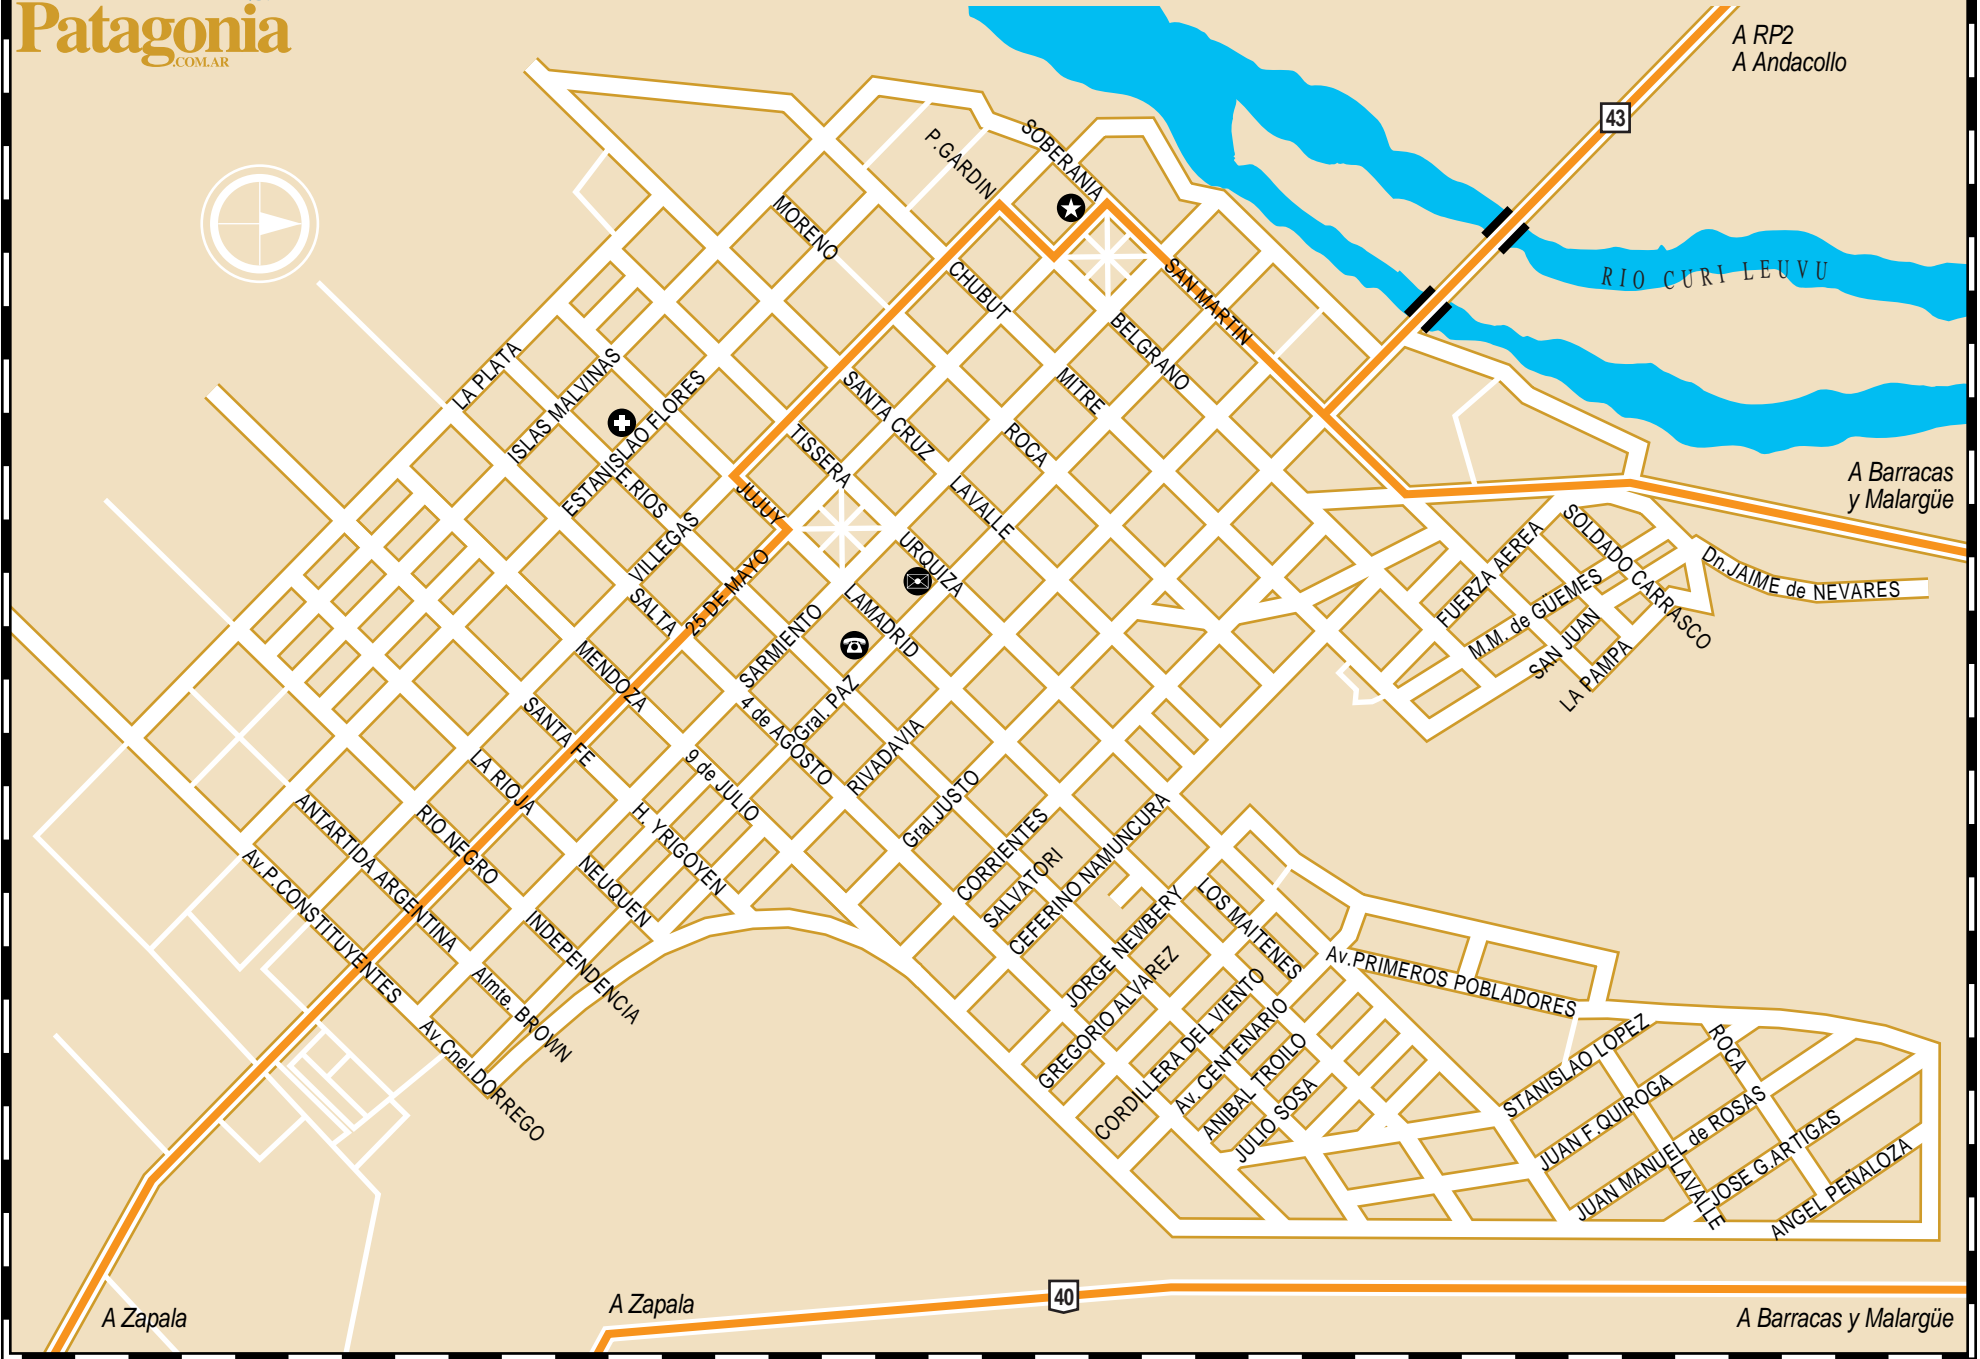 Patagonia
.COM.AR
A RP2
A Andacollo
43
SOBERANIA
P.GARDIN
MORENO
CHUBUT
SAN MARTIN
RIO CURI LEUVU
BELGRANO
MITRE
LA PLATA
ISLAS MALVINAS
ESTANISLAO FLORES
SANTA CRUZ
ROCA
TISSERA
E.RIOS
JUJUY
LAVALLE
A Barracas
y Malargüe
VILLEGAS
25 DE MAYO
URQUIZA
SOLDADO CARRASCO
FUERZA AEREA
Dn.JAIME de NEVARES
M.M. de GÜEMES
SALTA
LAMADRID
SARMIENTO
SAN JUAN
LA PAMPA
MENDOZA
Gral. PAZ
4 de AGOSTO
SANTA FE
RIVADAVIA
9 de JULIO
LA RIOJA
Gral.JUSTO
RIO NEGRO
H. YRIGOYEN
ANTARTIDA ARGENTINA
CORRIENTES
SALVATORI
CEFERINO NAMUNCURA
Av.P.CONSTITUYENTES
NEUQUEN
JORGE NEWBERY
LOS MAITENES
INDEPENDENCIA
GREGORIO ALVAREZ
Av.PRIMEROS POBLADORES
Almte. BROWN
CORDILLERA DEL VIENTO
Av. CENTENARIO
Av.Cnel.DORREGO
ANIBAL TROILO
JULIO SOSA
STANISLAO LOPEZ
ROCA
JUAN F.QUIROGA
JUAN MANUEL de ROSAS
LAVALLE
JOSE G.ARTIGAS
ANGEL PEÑALOZA
A Zapala
A Zapala
40
A Barracas y Malargüe